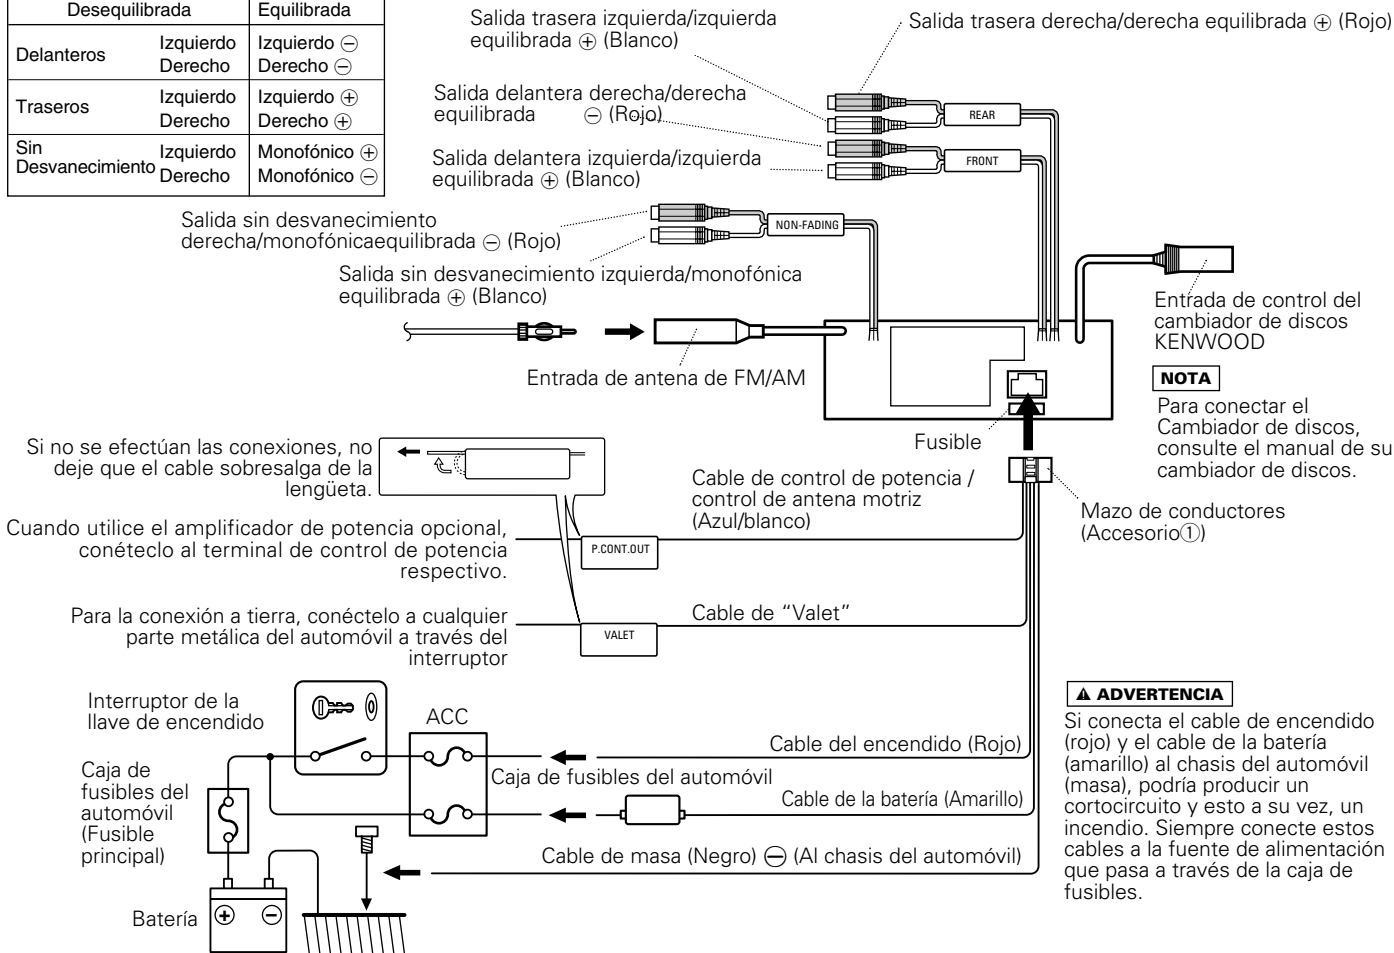 Desequilibrada Equilibrada
Delanteros Izquierdo Izquierdo ⊖
Derecho Derecho ⊖
Traseros Izquierdo Izquierdo ⊕
Derecho Derecho ⊕
Sin
Desvanecimiento Izquierdo Monofónico ⊕
Derecho Monofónico ⊖
Salida trasera izquierda/izquierda
equilibrada ⊕ (Blanco)
Salida trasera derecha/derecha equilibrada ⊕ (Rojo)
Salida delantera derecha/derecha
equilibrada ⊖ (Rojo)
Salida delantera izquierda/izquierda
equilibrada ⊕ (Blanco)
REAR
FRONT
Salida sin desvanecimiento
derecha/monofónicaequilibrada ⊖ (Rojo)
NON-FADING
Salida sin desvanecimiento izquierda/monofónica
equilibrada ⊕ (Blanco)
Entrada de control del
cambiador de discos
KENWOOD
Entrada de antena de FM/AM
NOTA
Para conectar el
Cambiador de discos,
consulte el manual de su
cambiador de discos.
Fusible
Si no se efectúan las conexiones, no
deje que el cable sobresalga de la
lengüeta.
Cable de control de potencia /
control de antena motriz
(Azul/blanco)
Mazo de conductores
(Accesorio①)
Cuando utilice el amplificador de potencia opcional,
conéteclo al terminal de control de potencia
respectivo.
P.CONT.OUT
Para la conexión a tierra, conéctelo a cualquier
parte metálica del automóvil a través del
interruptor
VALET
Cable de “Valet”
Interruptor de la
llave de encendido
ACC
Cable del encendido (Rojo)
Caja de fusibles del automóvil
Caja de
fusibles del
automóvil
(Fusible
principal)
Cable de la batería (Amarillo)
Cable de masa (Negro) ⊖ (Al chasis del automóvil)
Batería
⊕ ⊖
ADVERTENCIA
Si conecta el cable de encendido
(rojo) y el cable de la batería
(amarillo) al chasis del automóvil
(masa), podría producir un
cortocircuito y esto a su vez, un
incendio. Siempre conecte estos
cables a la fuente de alimentación
que pasa a través de la caja de
fusibles.